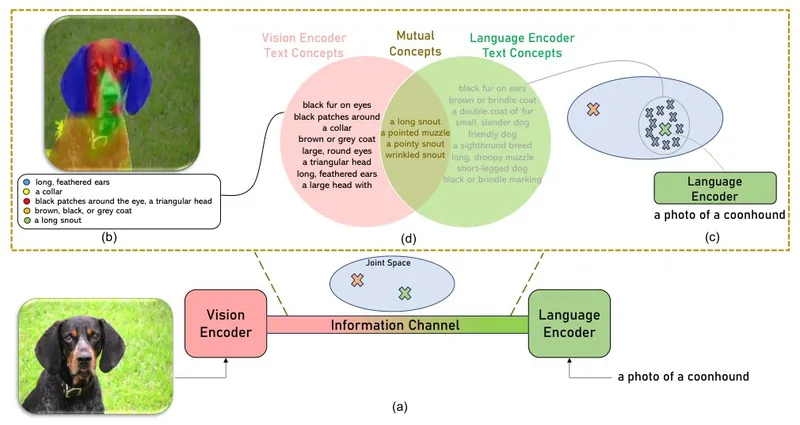 Vision Encoder
Text Concepts
Mutual
Concepts
Language Encoder
Text Concepts
black fur on eyes
black patches around
a collar
brown or grey coat
large, round eyes
a triangular head
long, feathered ears
a large head with
a long snout
a pointed muzzle
a pointy snout
wrinkled snout
black fur on ears
brown or brindle coat
a double coat of fur
small, slender dog
friendly dog
a sighthound breed
long, droopy muzzle
short-legged dog
black or brindle marking
long, feathered ears
a collar
black patches around the eye, a triangular head
brown, black, or grey coat
a long snout
Language
Encoder
a photo of a coonhound
(b)
(d)
(c)
Joint Space
Vision
Encoder
Information Channel
Language
Encoder
a photo of a coonhound
(a)